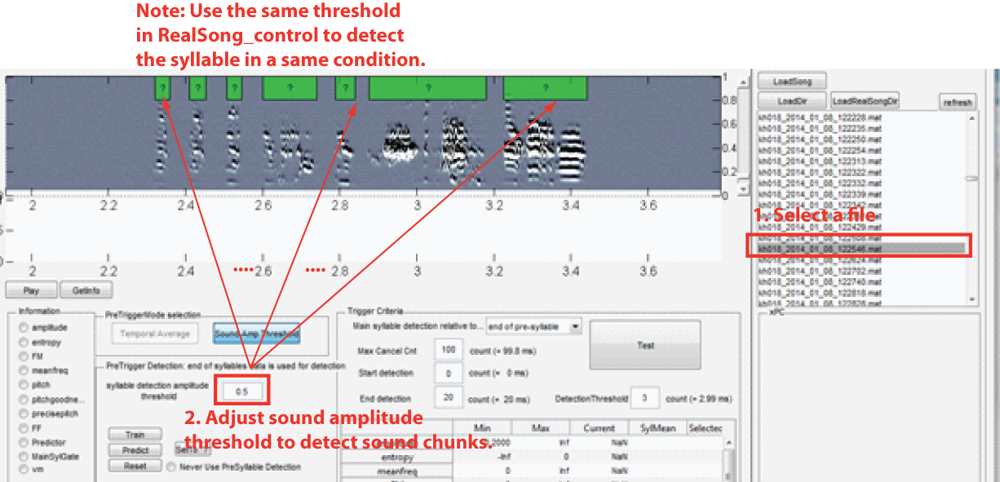 Note: Use the same threshold
in RealSong_control to detect
the syllable in a same condition.
? ? ? ? ? ? ?
1
0.8
0.6
0.4
0.2
0
2 2.2 2.4 2.6 2.8 3 3.2 3.4 3.6
2 2.2 2.4 2.6 2.8 3 3.2 3.4 3.6
Play GetInfo
LoadSong
LoadDir LoadRealSongDir refresh
kh018_2014_01_08_122228.mat
kh018_2014_01_08_122235.mat
kh018_2014_01_08_122250.mat
kh018_2014_01_08_122254.mat
kh018_2014_01_08_122313.mat
kh018_2014_01_08_122322.mat
kh018_2014_01_08_122332.mat
kh018_2014_01_08_122339.mat
kh018_2014_01_08_122342.mat
1. Select a file
kh018_2014_01_08_122429.mat
kh018_2014_01_08_122546.mat
kh018_2014_01_08_122624.mat
kh018_2014_01_08_122702.mat
kh018_2014_01_08_122740.mat
kh018_2014_01_08_122818.mat
kh018_2014_01_08_122828.mat
xPC
Information
amplitude
entropy
FM
meanfreq
pitch
pitchgoodne...
precisepitch
FF
Predictor
MainSylGate
vm
PreTriggerMode selection
Temporal Average Sound Amp Threshold
PreTrigger Detection: end of syllables data is used for detection
syllable detection amplitude
threshold
0.5
2. Adjust sound amplitude
threshold to detect sound chunks.
Train
Predict
Reset
Never Use PreSyllable Detection
Trigger Criteria
Main syllable detection relative to... end of pre-syllable
Max Cancel Cnt 100 count (= 99.8 ms)
Start detection 0 count (= 0 ms)
End detection 20 count (= 20 ms)
Test
DetectionThreshold 3 count (= 2.99 ms)
Min Max Current SylMean Selectec
amplitude Inf NaN
entropy -Inf 0 NaN
meanfreq 0 Inf NaN